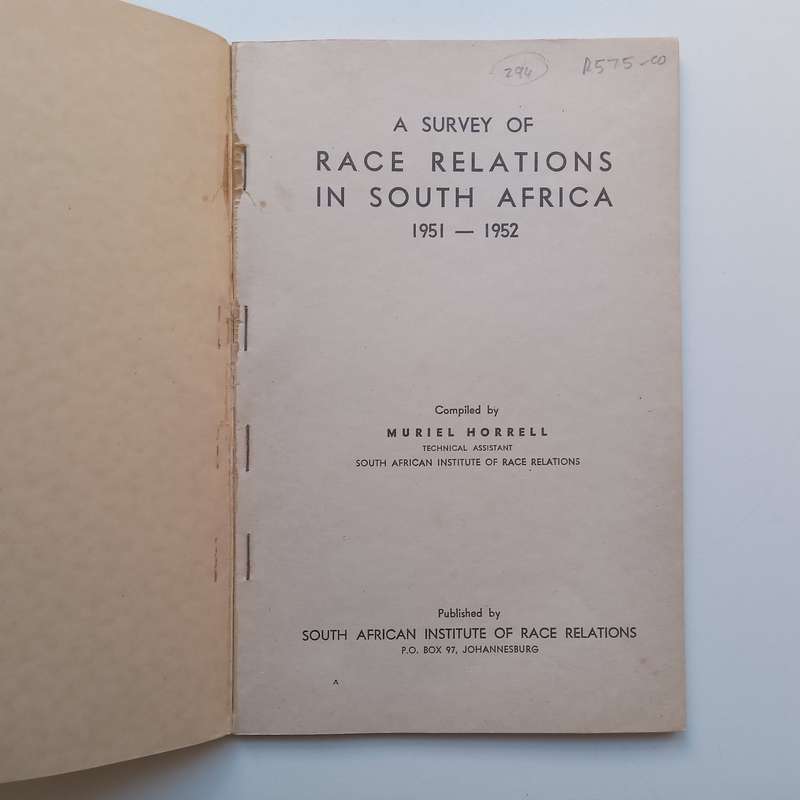 294 R575-00
A SURVEY OF
RACE RELATIONS
IN SOUTH AFRICA
1951 — 1952
Compiled by
MURIEL HORRELL
TECHNICAL ASSISTANT
SOUTH AFRICAN INSTITUTE OF RACE RELATIONS
Published by
SOUTH AFRICAN INSTITUTE OF RACE RELATIONS
P.O. BOX 97, JOHANNESBURG
A